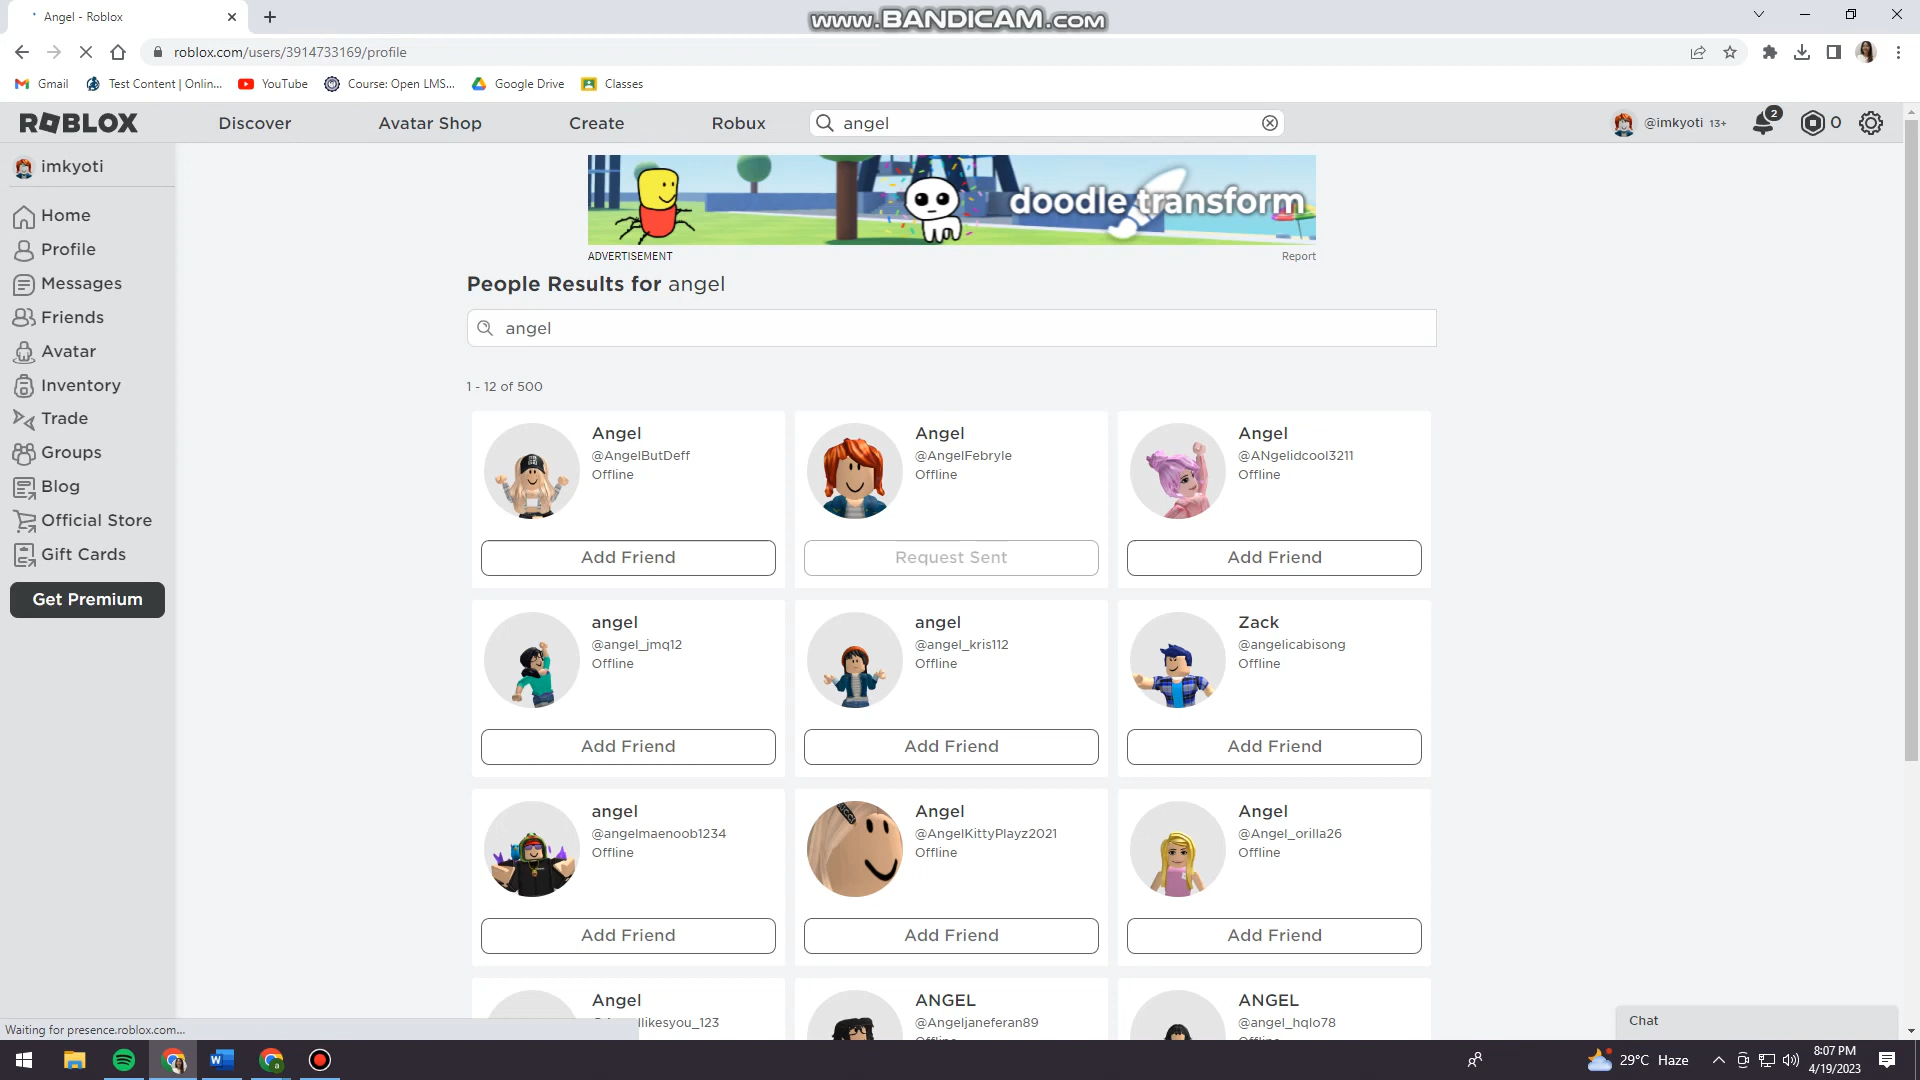 Angel - Roblox
www.BANDICAM.com
roblox.com/users/3914733169/profile
Gmail
Test Content | Onlin...
YouTube
Course: Open LMS...
Google Drive
Classes
ROBLOX
Discover
Avatar Shop
Create
Robux
angel
@imkyoti 13+
2
0
imkyoti
Home
Profile
Messages
Friends
Avatar
Inventory
Trade
Groups
Blog
Official Store
Gift Cards
Get Premium
doodle transform
ADVERTISEMENT
Report
People Results for angel
angel
1 - 12 of 500
Angel
@AngelButDeff
Offline
Add Friend
Angel
@AngelFebryle
Offline
Request Sent
Angel
@ANgelidcool3211
Offline
Add Friend
angel
@angel_jmq12
Offline
Add Friend
angel
@angel_kris112
Offline
Add Friend
Zack
@angelicabisong
Offline
Add Friend
angel
@angelmaenoob1234
Offline
Add Friend
Angel
@AngelKittyPlayz2021
Offline
Add Friend
Angel
@Angel_orilla26
Offline
Add Friend
Angel
ANGEL
@Angeljaneferan89
ANGEL
@angel_hqlo78
Waiting for presence.roblox.com...
Chat
29°C Haze
8:07 PM
4/19/2023